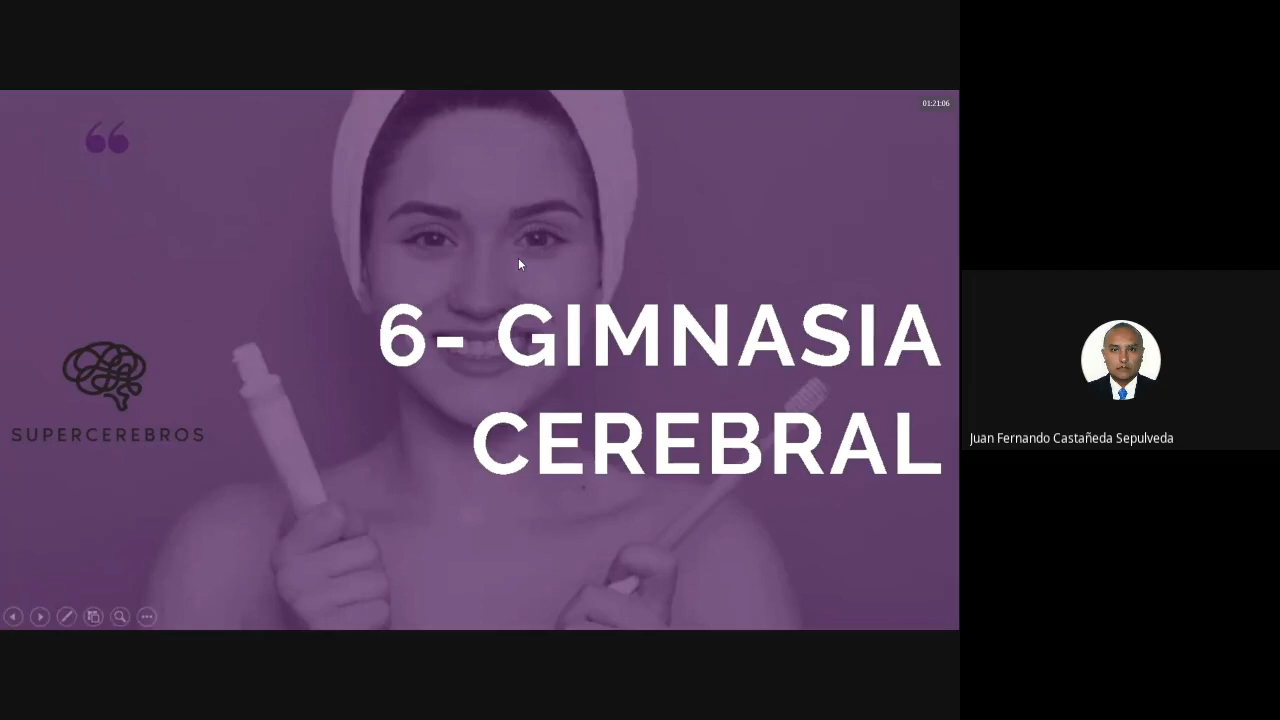 01:21:06
“
6- GIMNASIA
CEREBRAL
SUPERCEREBROS
Juan Fernando Castañeda Sepulveda